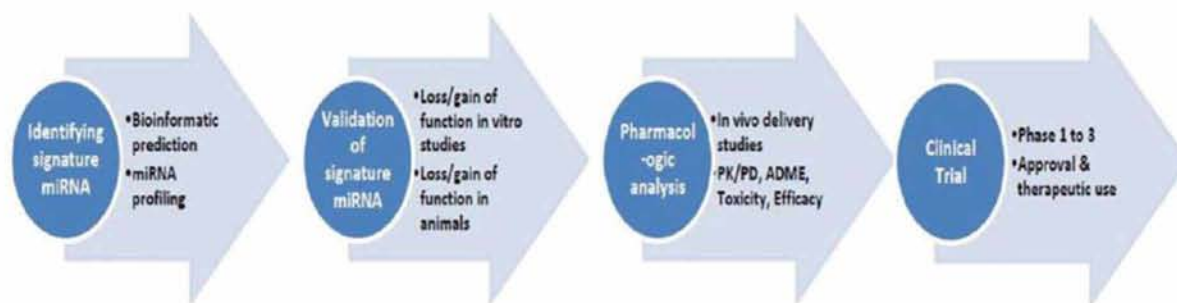 Identifying
signature
miRNA
•Bioinformatic
prediction
•miRNA
profiling
Validation
of
signature
miRNA
•Loss/gain of
function in vitro
studies
•Loss/gain of
function in
animals
Pharmacol
-ogic
analysis
•In vivo delivery
studies
•PK/PD, ADME,
Toxicity, Efficacy
Clinical
Trial
•Phase 1 to 3
•Approval &
therapeutic use